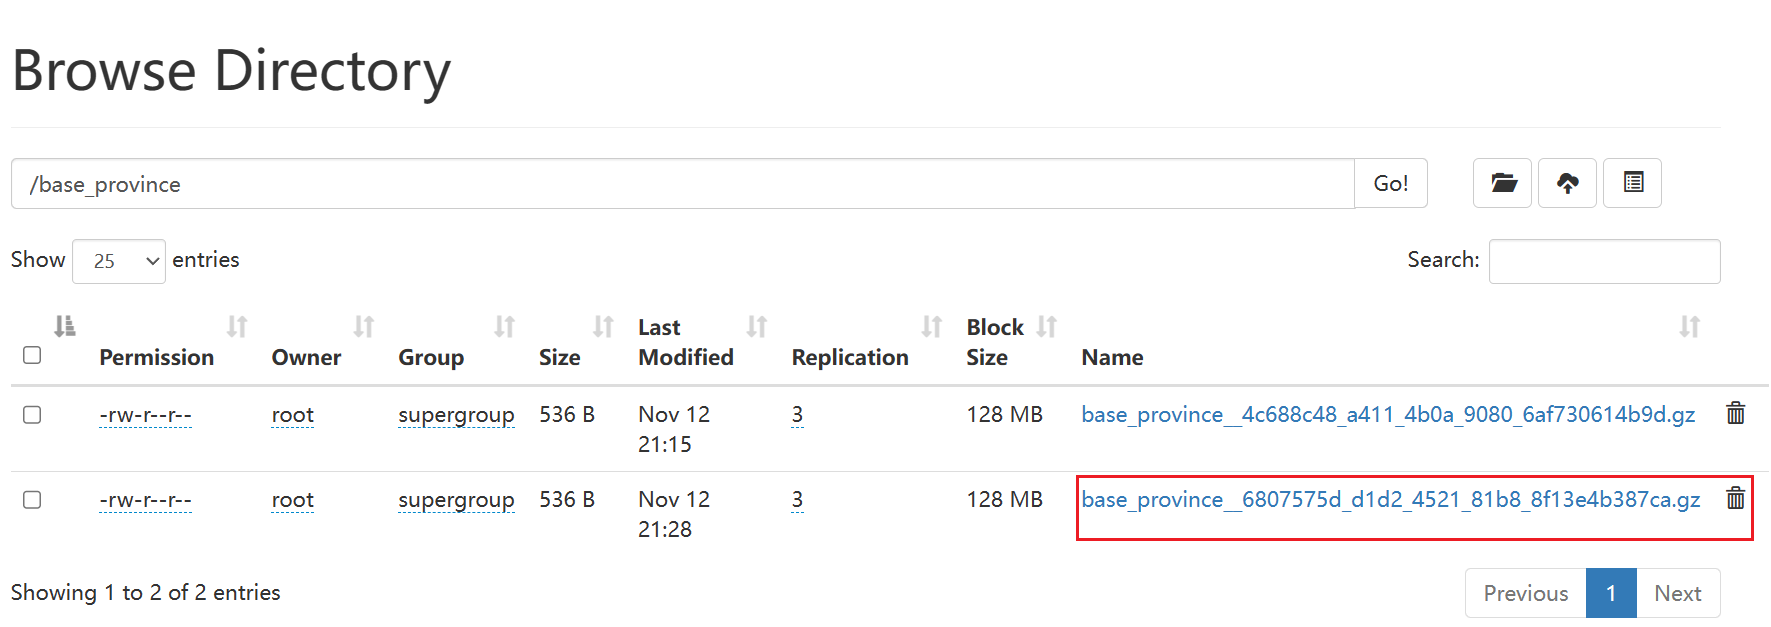 Browse Directory
/base_province Go!
Show 25 entries Search:
Permission Owner Group Size Last Modified Replication Block Size Name
-rw-r--r-- root supergroup 536 B Nov 12 21:15 3 128 MB base_province__4c688c48_a411_4b0a_9080_6af730614b9d.gz
-rw-r--r-- root supergroup 536 B Nov 12 21:28 3 128 MB base_province__6807575d_d1d2_4521_81b8_8f13e4b387ca.gz
Showing 1 to 2 of 2 entries Previous 1 Next